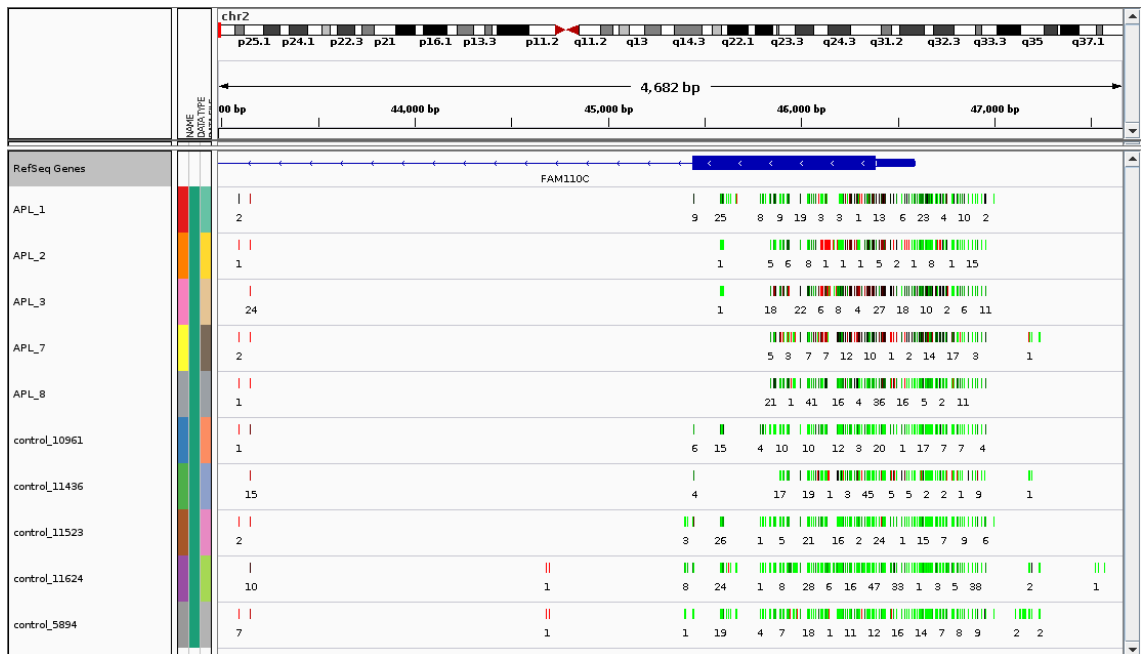 chr2
p25.1 p24.1 p22.3 p21 p16.1 p13.3 p11.2 q11.2 q13 q14.3 q22.1 q23.3 q24.3 q31.2 q32.3 q33.3 q35 q37.1
4,682 bp
NAME
DATA TYPE
00 bp 44,000 bp 45,000 bp 46,000 bp 47,000 bp
RefSeq Genes
FAM110C
APL_1
2 9 25 8 9 19 3 3 1 13 6 23 4 10 2
APL_2
1 1 5 6 8 1 1 1 5 2 1 8 1 15
APL_3
24 1 18 22 6 8 4 27 18 10 2 6 11
APL_7
2 5 3 7 7 12 10 1 2 14 17 3 1
APL_8
1 21 1 41 16 4 36 16 5 2 11
control_10961
1 6 15 4 10 10 12 3 20 1 17 7 7 4
control_11436
15 4 17 19 1 3 45 5 5 2 2 1 9 1
control_11523
2 3 26 1 5 21 16 2 24 1 15 7 9 6
control_11624
10 1 8 24 1 8 28 6 16 47 33 1 3 5 38 2 1
control_5894
7 1 1 19 4 7 18 1 11 12 16 14 7 8 9 2 2